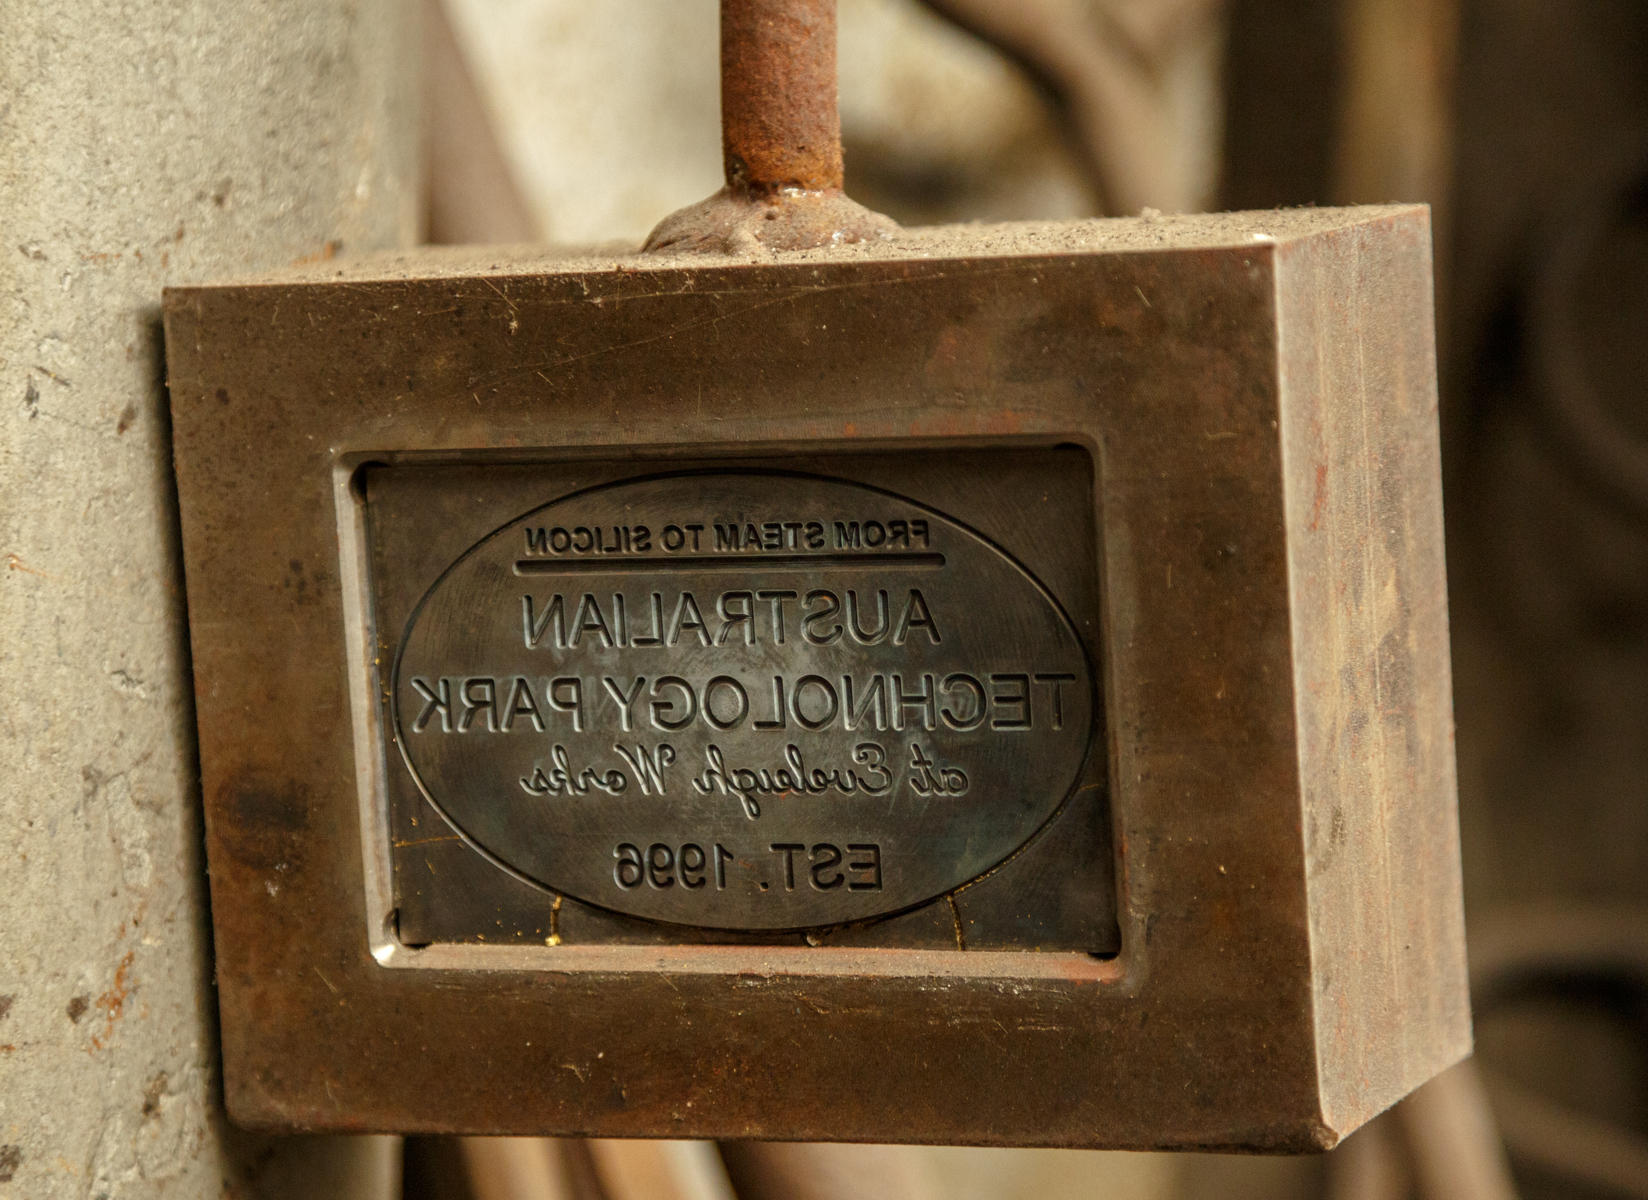 FROM STEAM TO SILICON
AUSTRALIAN
TECHNOLOGY PARK
at Eveleigh Works
EST. 1996